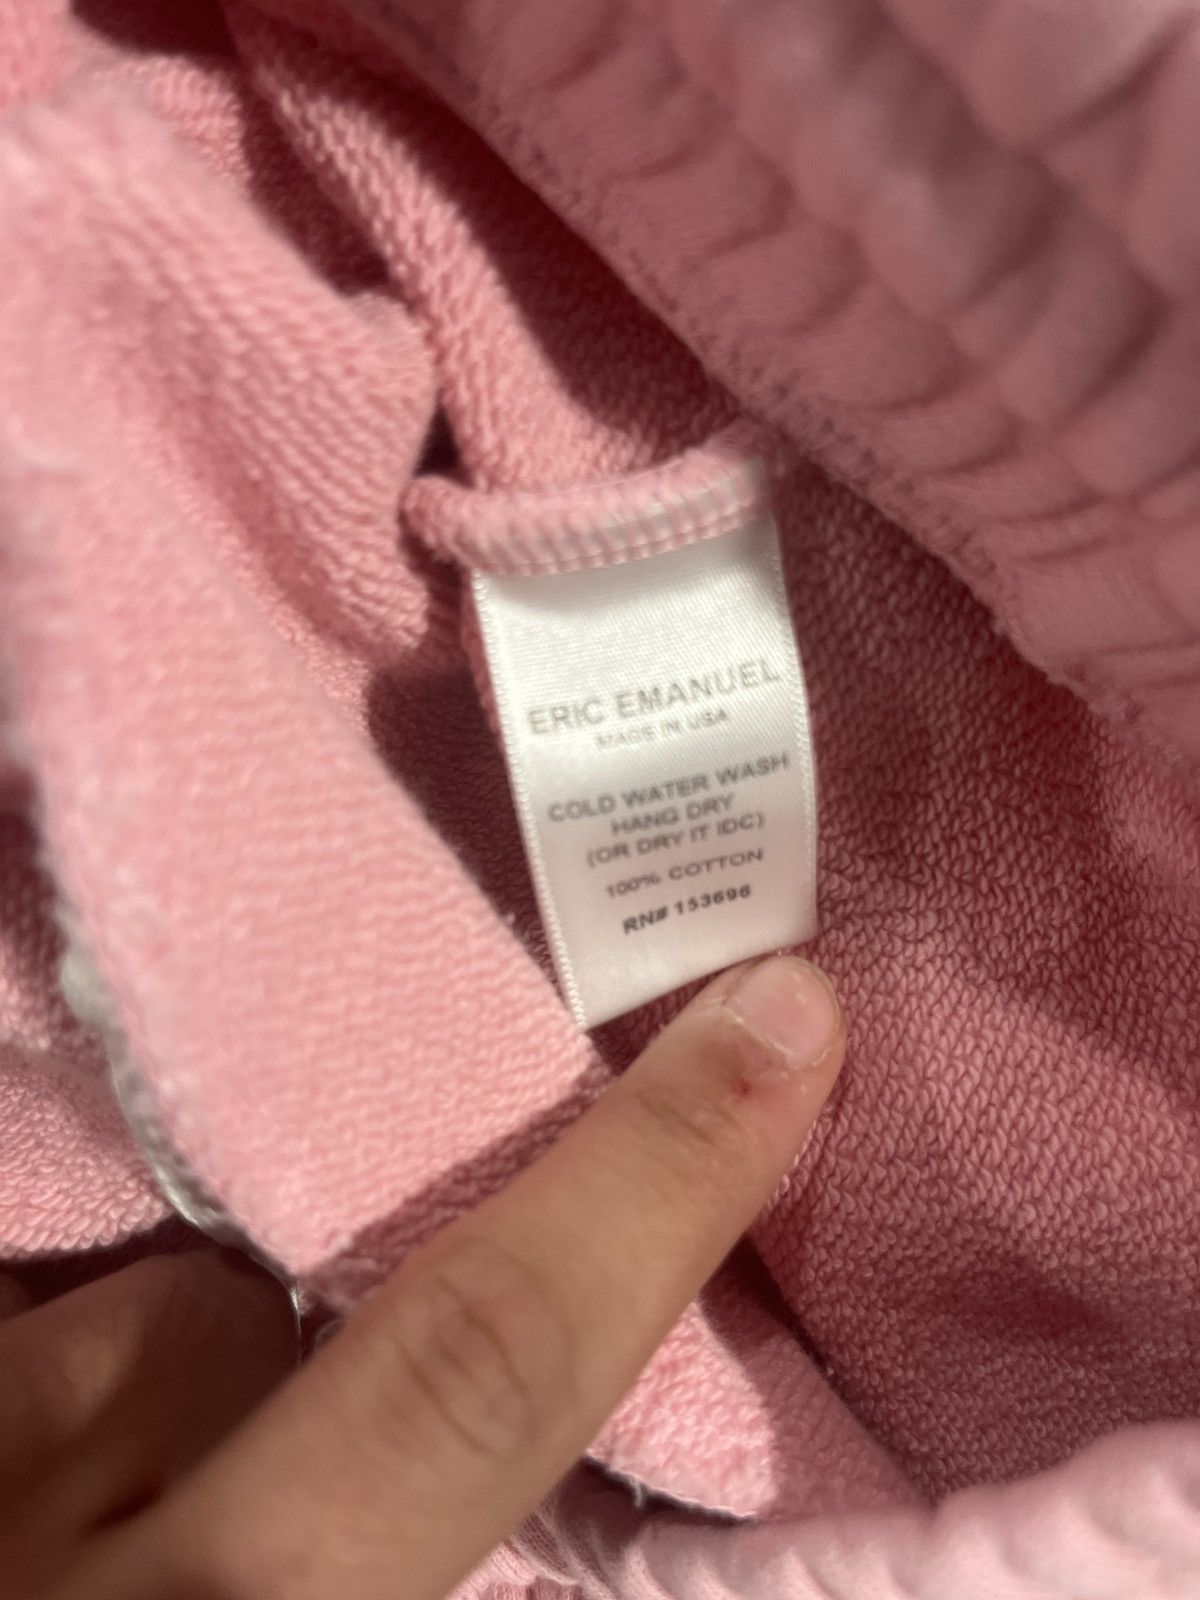 ERIC EMANUEL
MADE IN USA
COLD WATER WASH
HANG DRY
(OR DRY IT IDC)
100% COTTON
RN# 153696